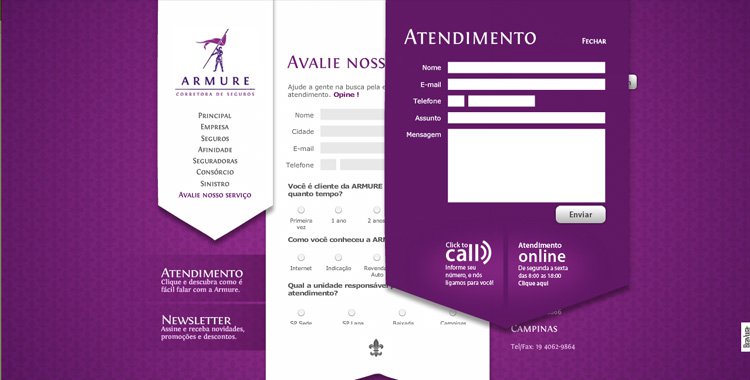 ARMURE
CORRETORA DE SEGUROS
PRINCIPAL
EMPRESA
SEGUROS
AFINIDADE
SEGURADORAS
CONSÓRCIO
SINISTRO
AVALIE NOSSO SERVIÇO
ATENDIMENTO
Clique e descubra como é
fácil falar com a Armure.
NEWSLETTER
Assine e receba novidades,
promoções e descontos.
AVALIE NOSS
Ajude a gente na busca pela
atendimento. Opine !
Nome
Cidade
E-mail
Telefone
Você é cliente da ARMURE
quanto tempo?
Primeira
vez
1 ano
2 anos
Como você conheceu a
Internet
Indicação
Revenda
Auto
Qual a unidade responsável
atendimento?
SP Sede
Baixada
Campinas
ATENDIMENTO
FECHAR
Nome
E-mail
Telefone
Assunto
Mensagem
Enviar
Click to
call
Informe seu
número, e nós
ligamos para você!
Atendimento
online
De segunda a sexta
das 8:00 as 18:00
Clique aqui
CAMPINAS
Tel/Fax: 19 4062-9864